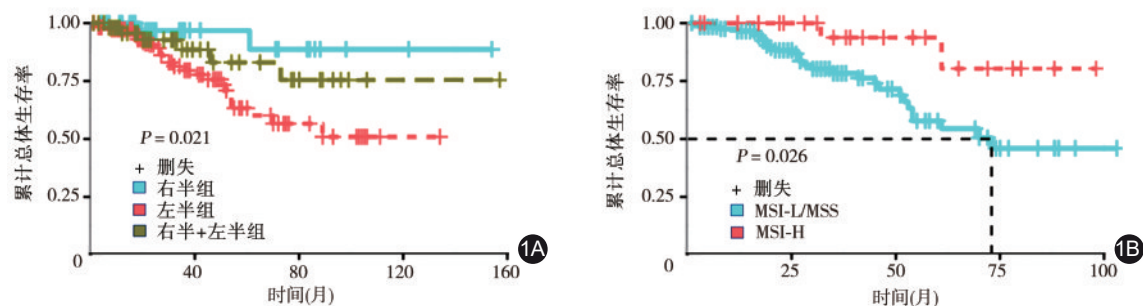 累计总体生存率
1.00
0.75
0.50
0.25
0
P = 0.021
+ 删失
右半组
左半组
右半+左半组
40
80
120
160
时间(月)
1A
累计总体生存率
1.00
0.75
0.50
0.25
0
P = 0.026
+ 删失
MSI-L/MSS
MSI-H
25
50
75
100
时间(月)
1B